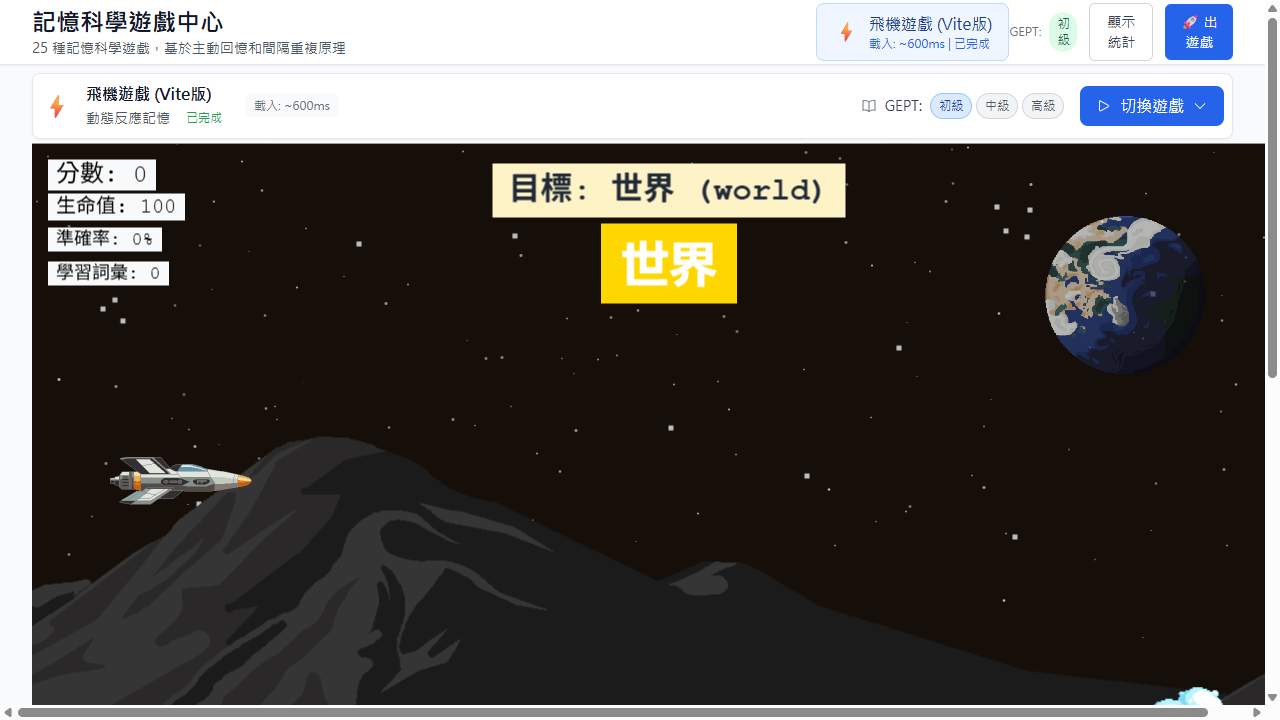 記憶科學遊戲中心
25 種記憶科學遊戲，基於主動回憶和間隔重複原理
飛機遊戲 (Vite版)
載入: ~600ms | 已完成
GEPT:
初
級
顯示
統計
🚀 出
遊戲
飛機遊戲 (Vite版)
動態反應記憶 已完成
載入: ~600ms
GEPT: 初級 中級 高級
切換遊戲
分數: 0
生命值: 100
準確率: 0%
學習詞彙: 0
目標: 世界 (world)
世界